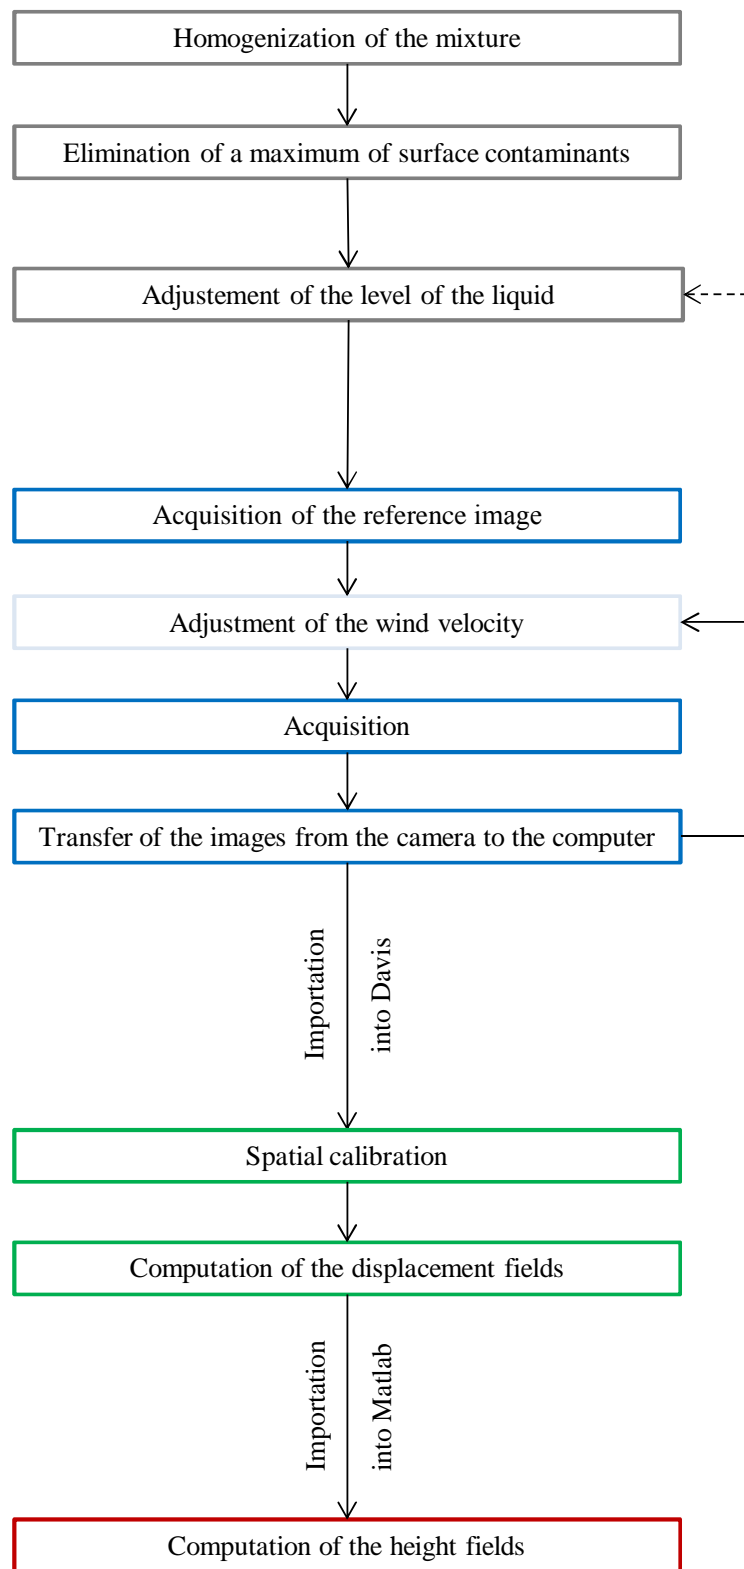 Homogenization of the mixture
Elimination of a maximum of surface contaminants
Adjustement of the level of the liquid
Acquisition of the reference image
Adjustment of the wind velocity
Acquisition
Transfer of the images from the camera to the computer
Importation
into Davis
Spatial calibration
Computation of the displacement fields
Importation
into Matlab
Computation of the height fields